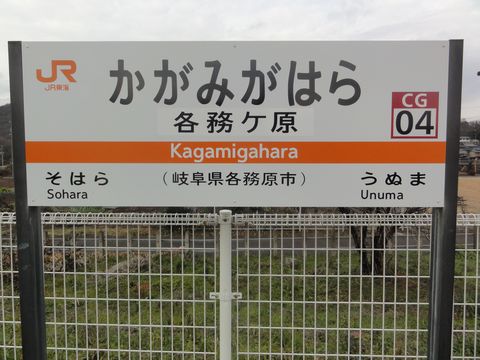 JR
JR東海
かがみがはら
各務ケ原
CG
04
Kagamigahara
そはら
Sohara
（岐阜県各務原市）
うぬま
Unuma